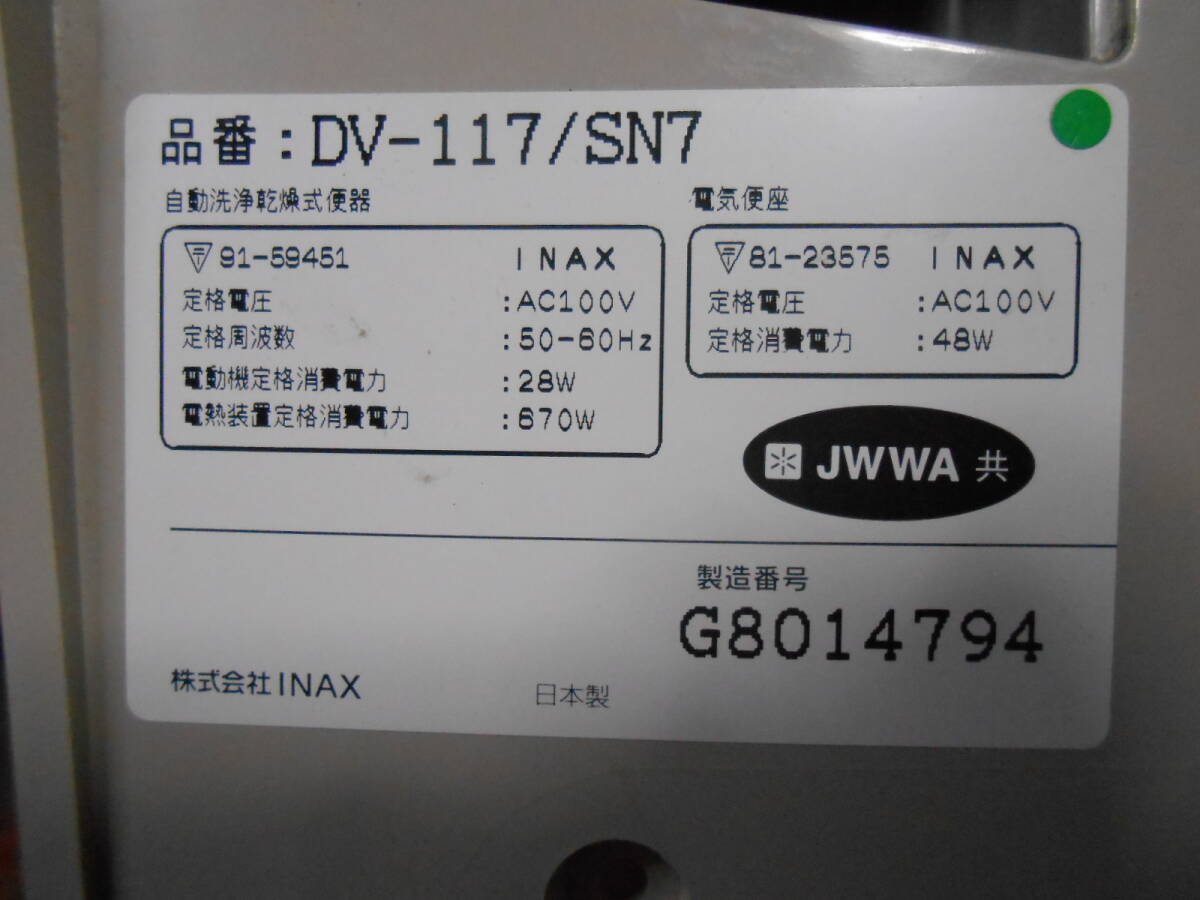 品番：DV-117/SN7
自動洗浄乾燥式便器
〒91-59451 INAX
定格電圧 :AC100V
定格周波数 :50-60Hz
電動機定格消費電力 :28W
電熱装置定格消費電力 :670W
電気便座
〒81-23575 INAX
定格電圧 :AC100V
定格消費電力 :48W
JWWA 共
製造番号
G8014794
株式会社INAX 日本製